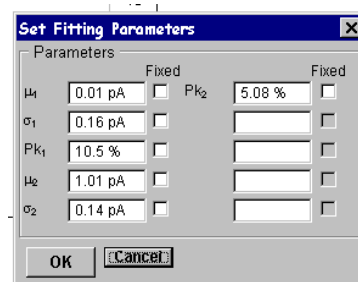 Set Fitting Parameters
Parameters
Fixed Fixed
μ1 0.01 pA Pk2 5.08 %
σ1 0.16 pA
Pk1 10.5 %
μ2 1.01 pA
σ2 0.14 pA
OK Cancel